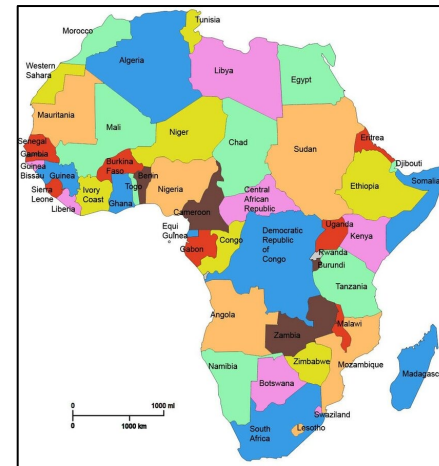 Tunisia
Morocco
Algeria
Libya
Egypt
Western
Sahara
Mauritania
Mali
Niger
Chad
Sudan
Eritrea
Senegal
Gambia
Guinea
Bissau
Guinea
Burkina
Faso
Benin
Djibouti
Somalia
Sierra
Leone
Ivory
Coast
Ghana
Togo
Nigeria
Ethiopia
Liberia
Central
African
Republic
Cameroon
Equi
Guinea
Gabon
Congo
Democratic
Republic
of
Congo
Uganda
Kenya
Rwanda
Burundi
Tanzania
Angola
Malawi
Zambia
Mozambique
Zimbabwe
Namibia
Botswana
Madagasc
Swaziland
Lesotho
South
Africa
0 1000 ml
0 1000 km